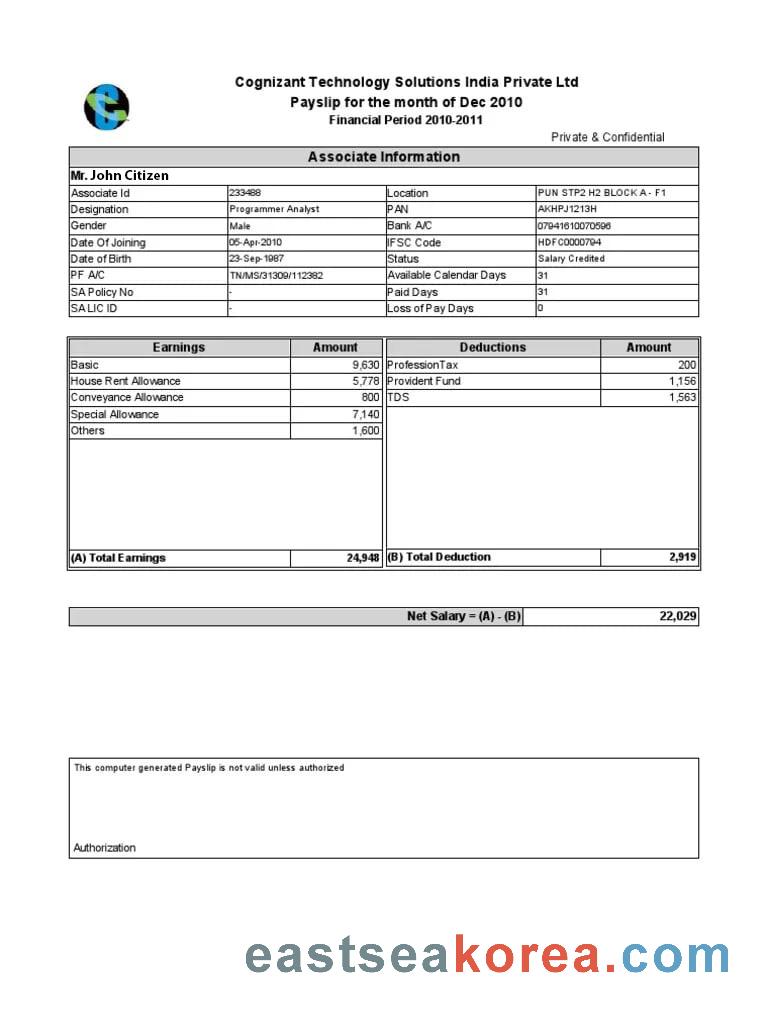 Cognizant Technology Solutions India Private Ltd
Payslip for the month of Dec 2010
Financial Period 2010-2011
Private & Confidential
Associate Information
Mr. John Citizen
Associate Id 233488 Location PUN STP2 H2 BLOCK A - F1
Designation Programmer Analyst PAN AKHPJ1213H
Gender Male Bank A/C 07941610070596
Date Of Joining 05-Apr-2010 IFSC Code HDFC0000794
Date of Birth 23-Sep-1987 Status Salary Credited
PF A/C TN/MS/31309/112382 Available Calendar Days 31
SA Policy No - Paid Days 31
SA LIC ID - Loss of Pay Days 0
Earnings Amount Deductions Amount
Basic 9,630 ProfessionTax 200
House Rent Allowance 5,778 Provident Fund 1,156
Conveyance Allowance 800 TDS 1,563
Special Allowance 7,140
Others 1,600
(A) Total Earnings 24,948 (B) Total Deduction 2,919
Net Salary = (A) - (B) 22,029
This computer generated Payslip is not valid unless authorized
Authorization
eastseakorea.com